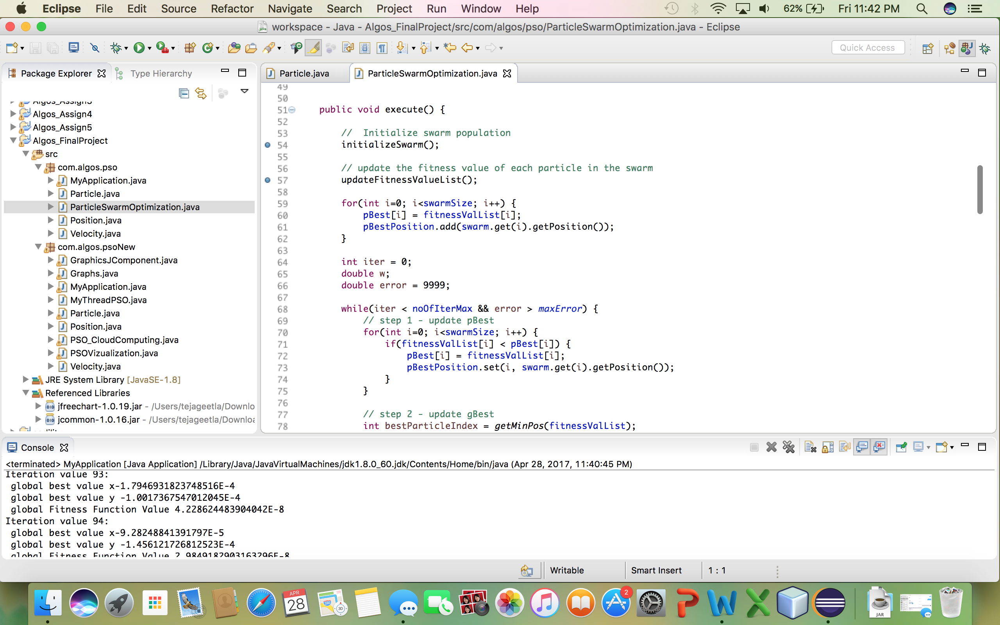 Eclipse File Edit Source Refactor Navigate Search Project Run Window Help 62% Fri 11:42 PM
workspace - Java - Algos_FinalProject/src/com/algos/pso/ParticleSwarmOptimization.java - Eclipse
Quick Access
Package Explorer
Type Hierarchy
Algos_Assign3
Algos_Assign4
Algos_Assign5
Algos_FinalProject
src
com.algos.pso
MyApplication.java
Particle.java
ParticleSwarmOptimization.java
Position.java
Velocity.java
com.algos.psoNew
GraphicsJComponent.java
Graphs.java
MyApplication.java
MyThreadPSO.java
Particle.java
Position.java
PSO_CloudComputing.java
PSOVizualization.java
Velocity.java
JRE System Library [JavaSE-1.8]
Referenced Libraries
jfreechart-1.0.19.jar - /Users/tejageetla/Downlo
jcommon-1.0.16.jar - /Users/tejageetla/Downloa
Particle.java
ParticleSwarmOptimization.java
49
50
51 public void execute() {
52
53 //  Initialize swarm population
54 initializeSwarm();
55
56 // update the fitness value of each particle in the swarm
57 updateFitnessValueList();
58
59 for(int i=0; i<swarmSize; i++) {
60 pBest[i] = fitnessValList[i];
61 pBestPosition.add(swarm.get(i).getPosition());
62 }
63
64 int iter = 0;
65 double w;
66 double error = 9999;
67
68 while(iter < noOfIterMax && error > maxError) {
69 // step 1 - update pBest
70 for(int i=0; i<swarmSize; i++) {
71 if(fitnessValList[i] < pBest[i]) {
72 pBest[i] = fitnessValList[i];
73 pBestPosition.set(i, swarm.get(i).getPosition());
74 }
75 }
76
77 // step 2 - update gBest
78 int bestParticleIndex = getMinPos(fitnessValList);
Console
<terminated> MyApplication [Java Application] /Library/Java/JavaVirtualMachines/jdk1.8.0_60.jdk/Contents/Home/bin/java (Apr 28, 2017, 11:40:45 PM)
Iteration value 93:
global best value x-1.7946931823748516E-4
global best value y -1.0017367547012045E-4
global Fitness Function Value 4.228624483904042E-8
Iteration value 94:
global best value x-9.28248841391797E-5
global best value y -1.456121726812523E-4
global Fitness Function Value 2.9849182903163296E-8
Writable
Smart Insert
1 : 1
APR
28
280
3D
2
JAR